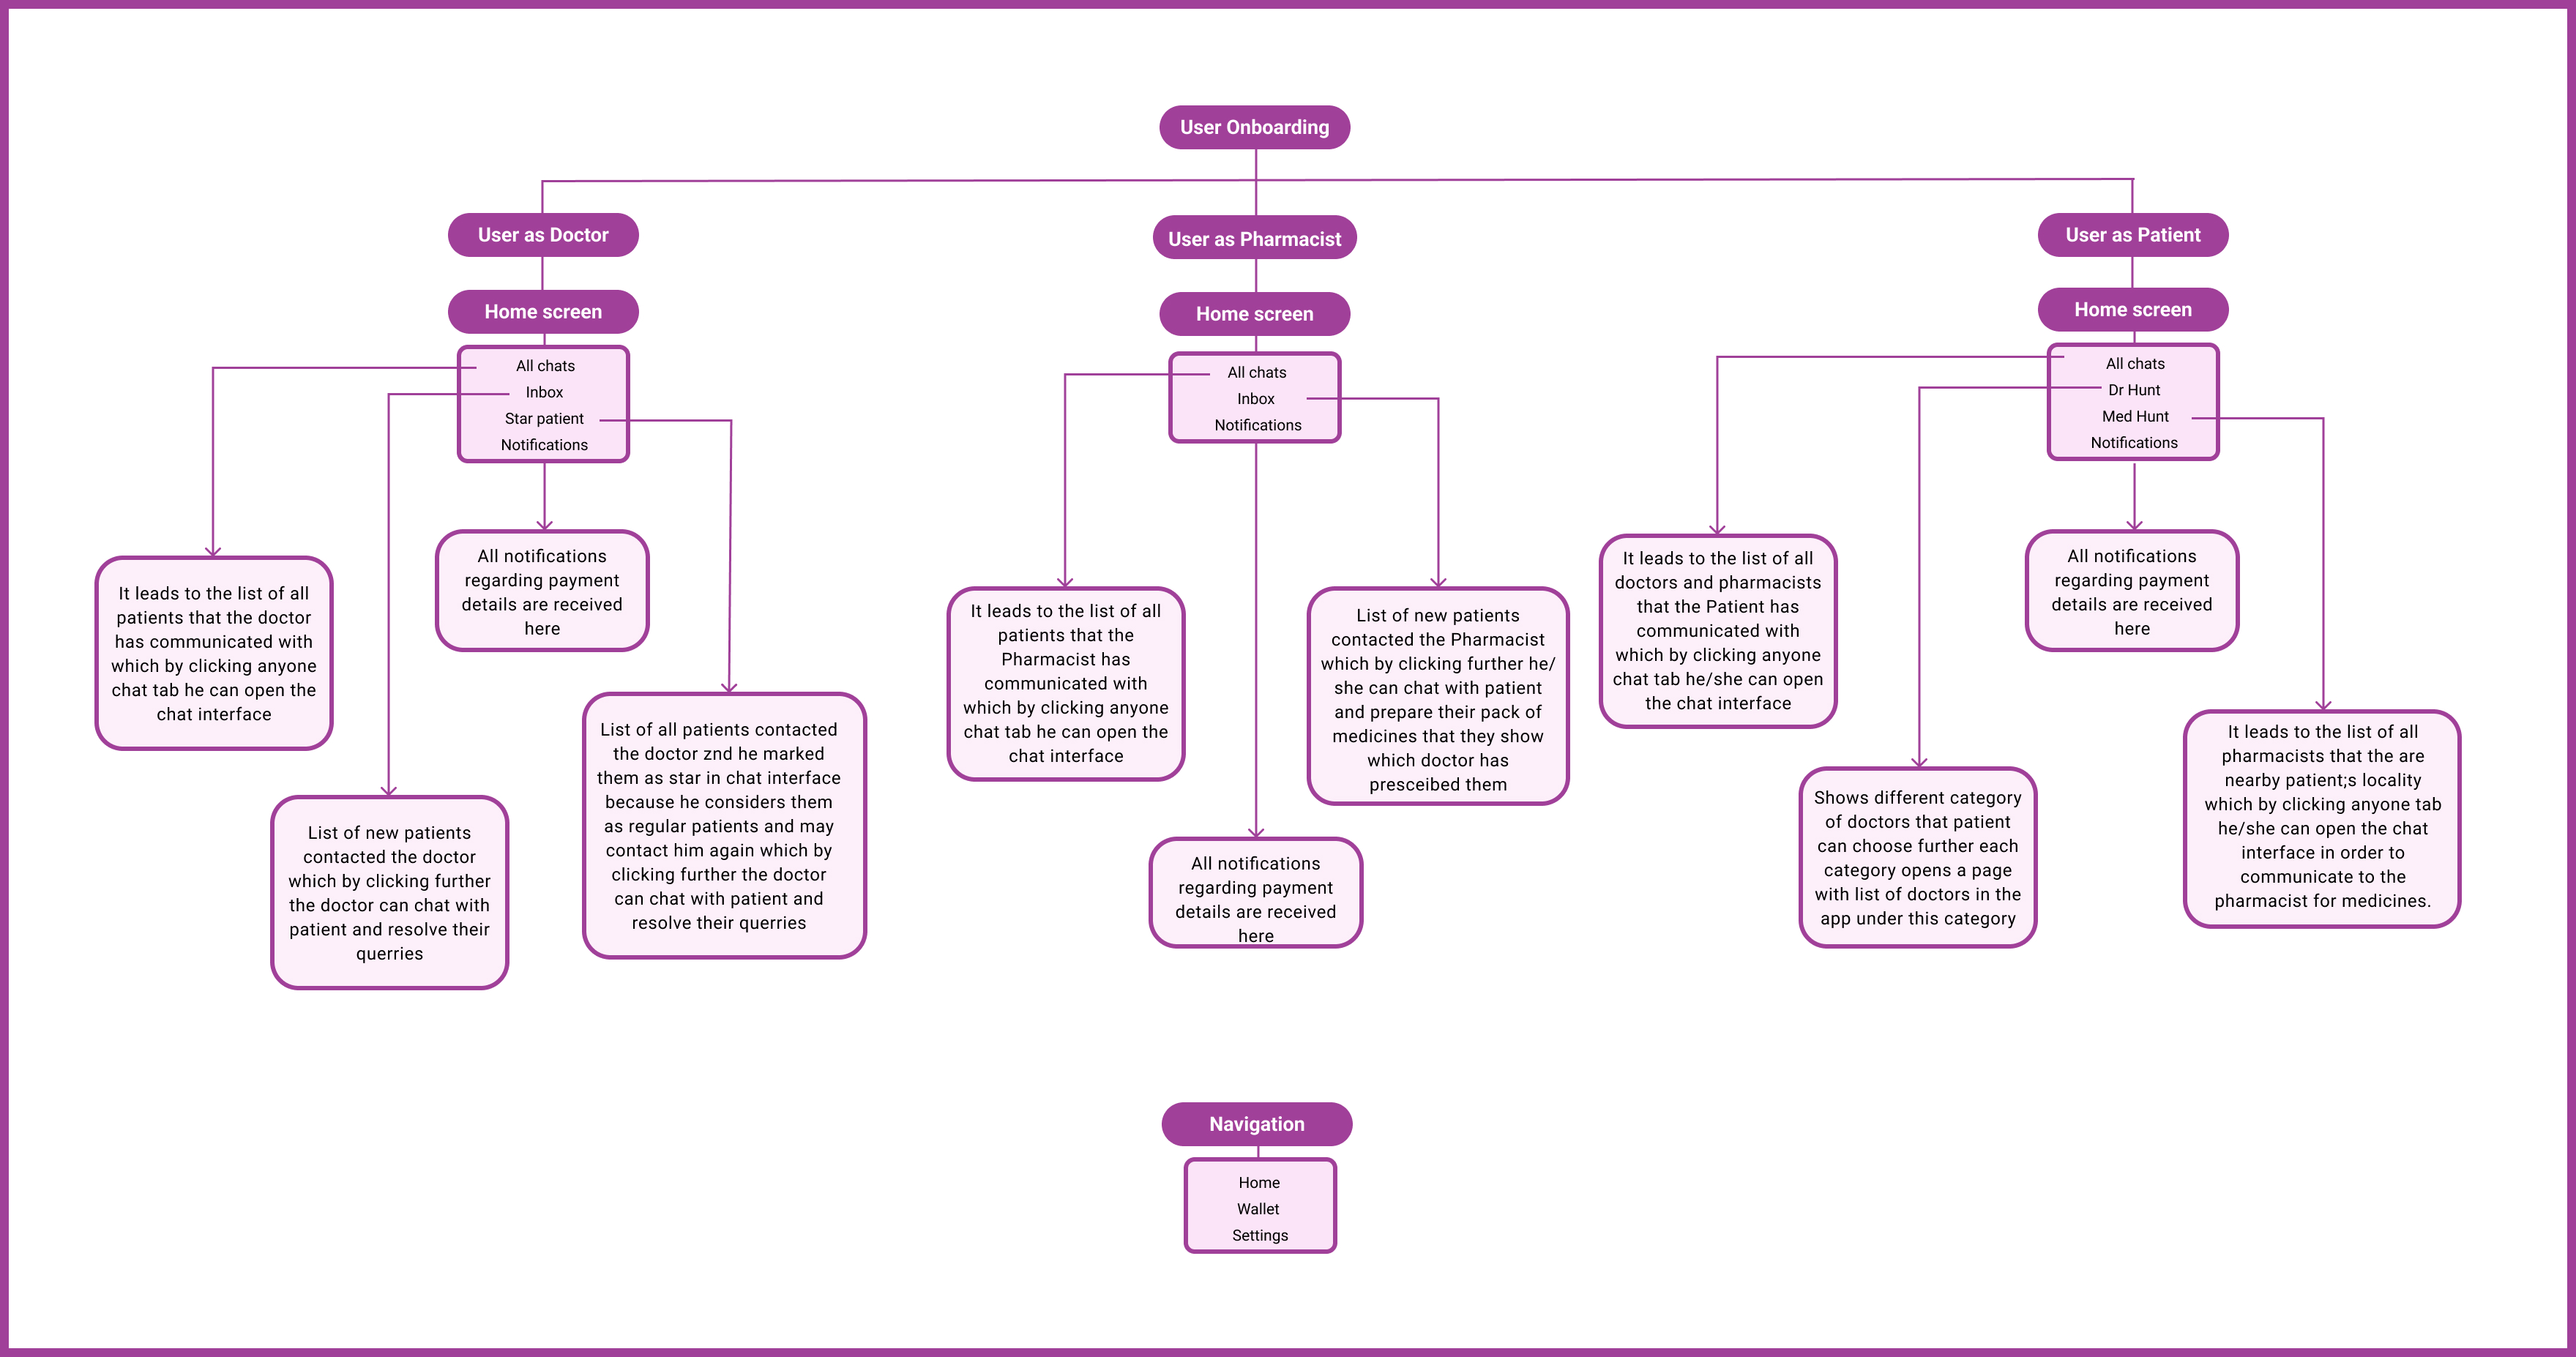 User Onboarding
User as Doctor
User as Pharmacist
User as Patient
Home screen
Home screen
Home screen
All chats
Inbox
Star patient
Notifications
All chats
Inbox
Notifications
All chats
Dr Hunt
Med Hunt
Notifications
It leads to the list of all
patients that the doctor
has communicated with
which by clicking anyone
chat tab he can open the
chat interface
List of new patients
contacted the doctor
which by clicking further
the doctor can chat with
patient and resolve their
querries
All notifications
regarding payment
details are received
here
List of all patients contacted
the doctor znd he marked
them as star in chat interface
because he considers them
as regular patients and may
contact him again which by
clicking further the doctor
can chat with patient and
resolve their querries
It leads to the list of all
patients that the
Pharmacist has
communicated with
which by clicking anyone
chat tab he can open the
chat interface
All notifications
regarding payment
details are received
here
List of new patients
contacted the Pharmacist
which by clicking further he/
she can chat with patient
and prepare their pack of
medicines that they show
which doctor has
presceibed them
It leads to the list of all
doctors and pharmacists
that the Patient has
communicated with
which by clicking anyone
chat tab he/she can open
the chat interface
Shows different category
of doctors that patient
can choose further each
category opens a page
with list of doctors in the
app under this category
All notifications
regarding payment
details are received
here
It leads to the list of all
pharmacists that the are
nearby patient;s locality
which by clicking anyone tab
he/she can open the chat
interface in order to
communicate to the
pharmacist for medicines.
Navigation
Home
Wallet
Settings